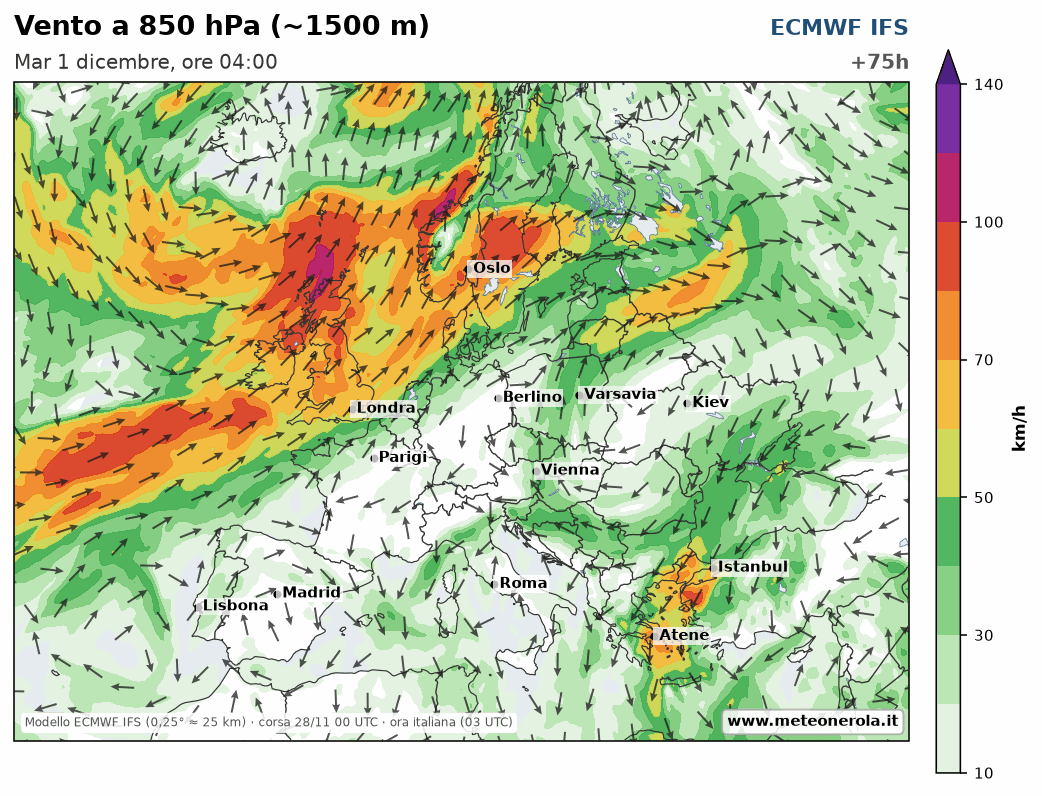 Vento a 850 hPa (~1500 m)
ECMWF IFS
Mar 1 dicembre, ore 04:00
+75h
140
100
70
50
30
10
km/h
Oslo
Berlino
Varsavia
Kiev
Londra
Parigi
Vienna
Istanbul
Roma
Madrid
Lisbona
Atene
Modello ECMWF IFS (0,25° ≈ 25 km) · corsa 28/11 00 UTC · ora italiana (03 UTC)
www.meteonerola.it